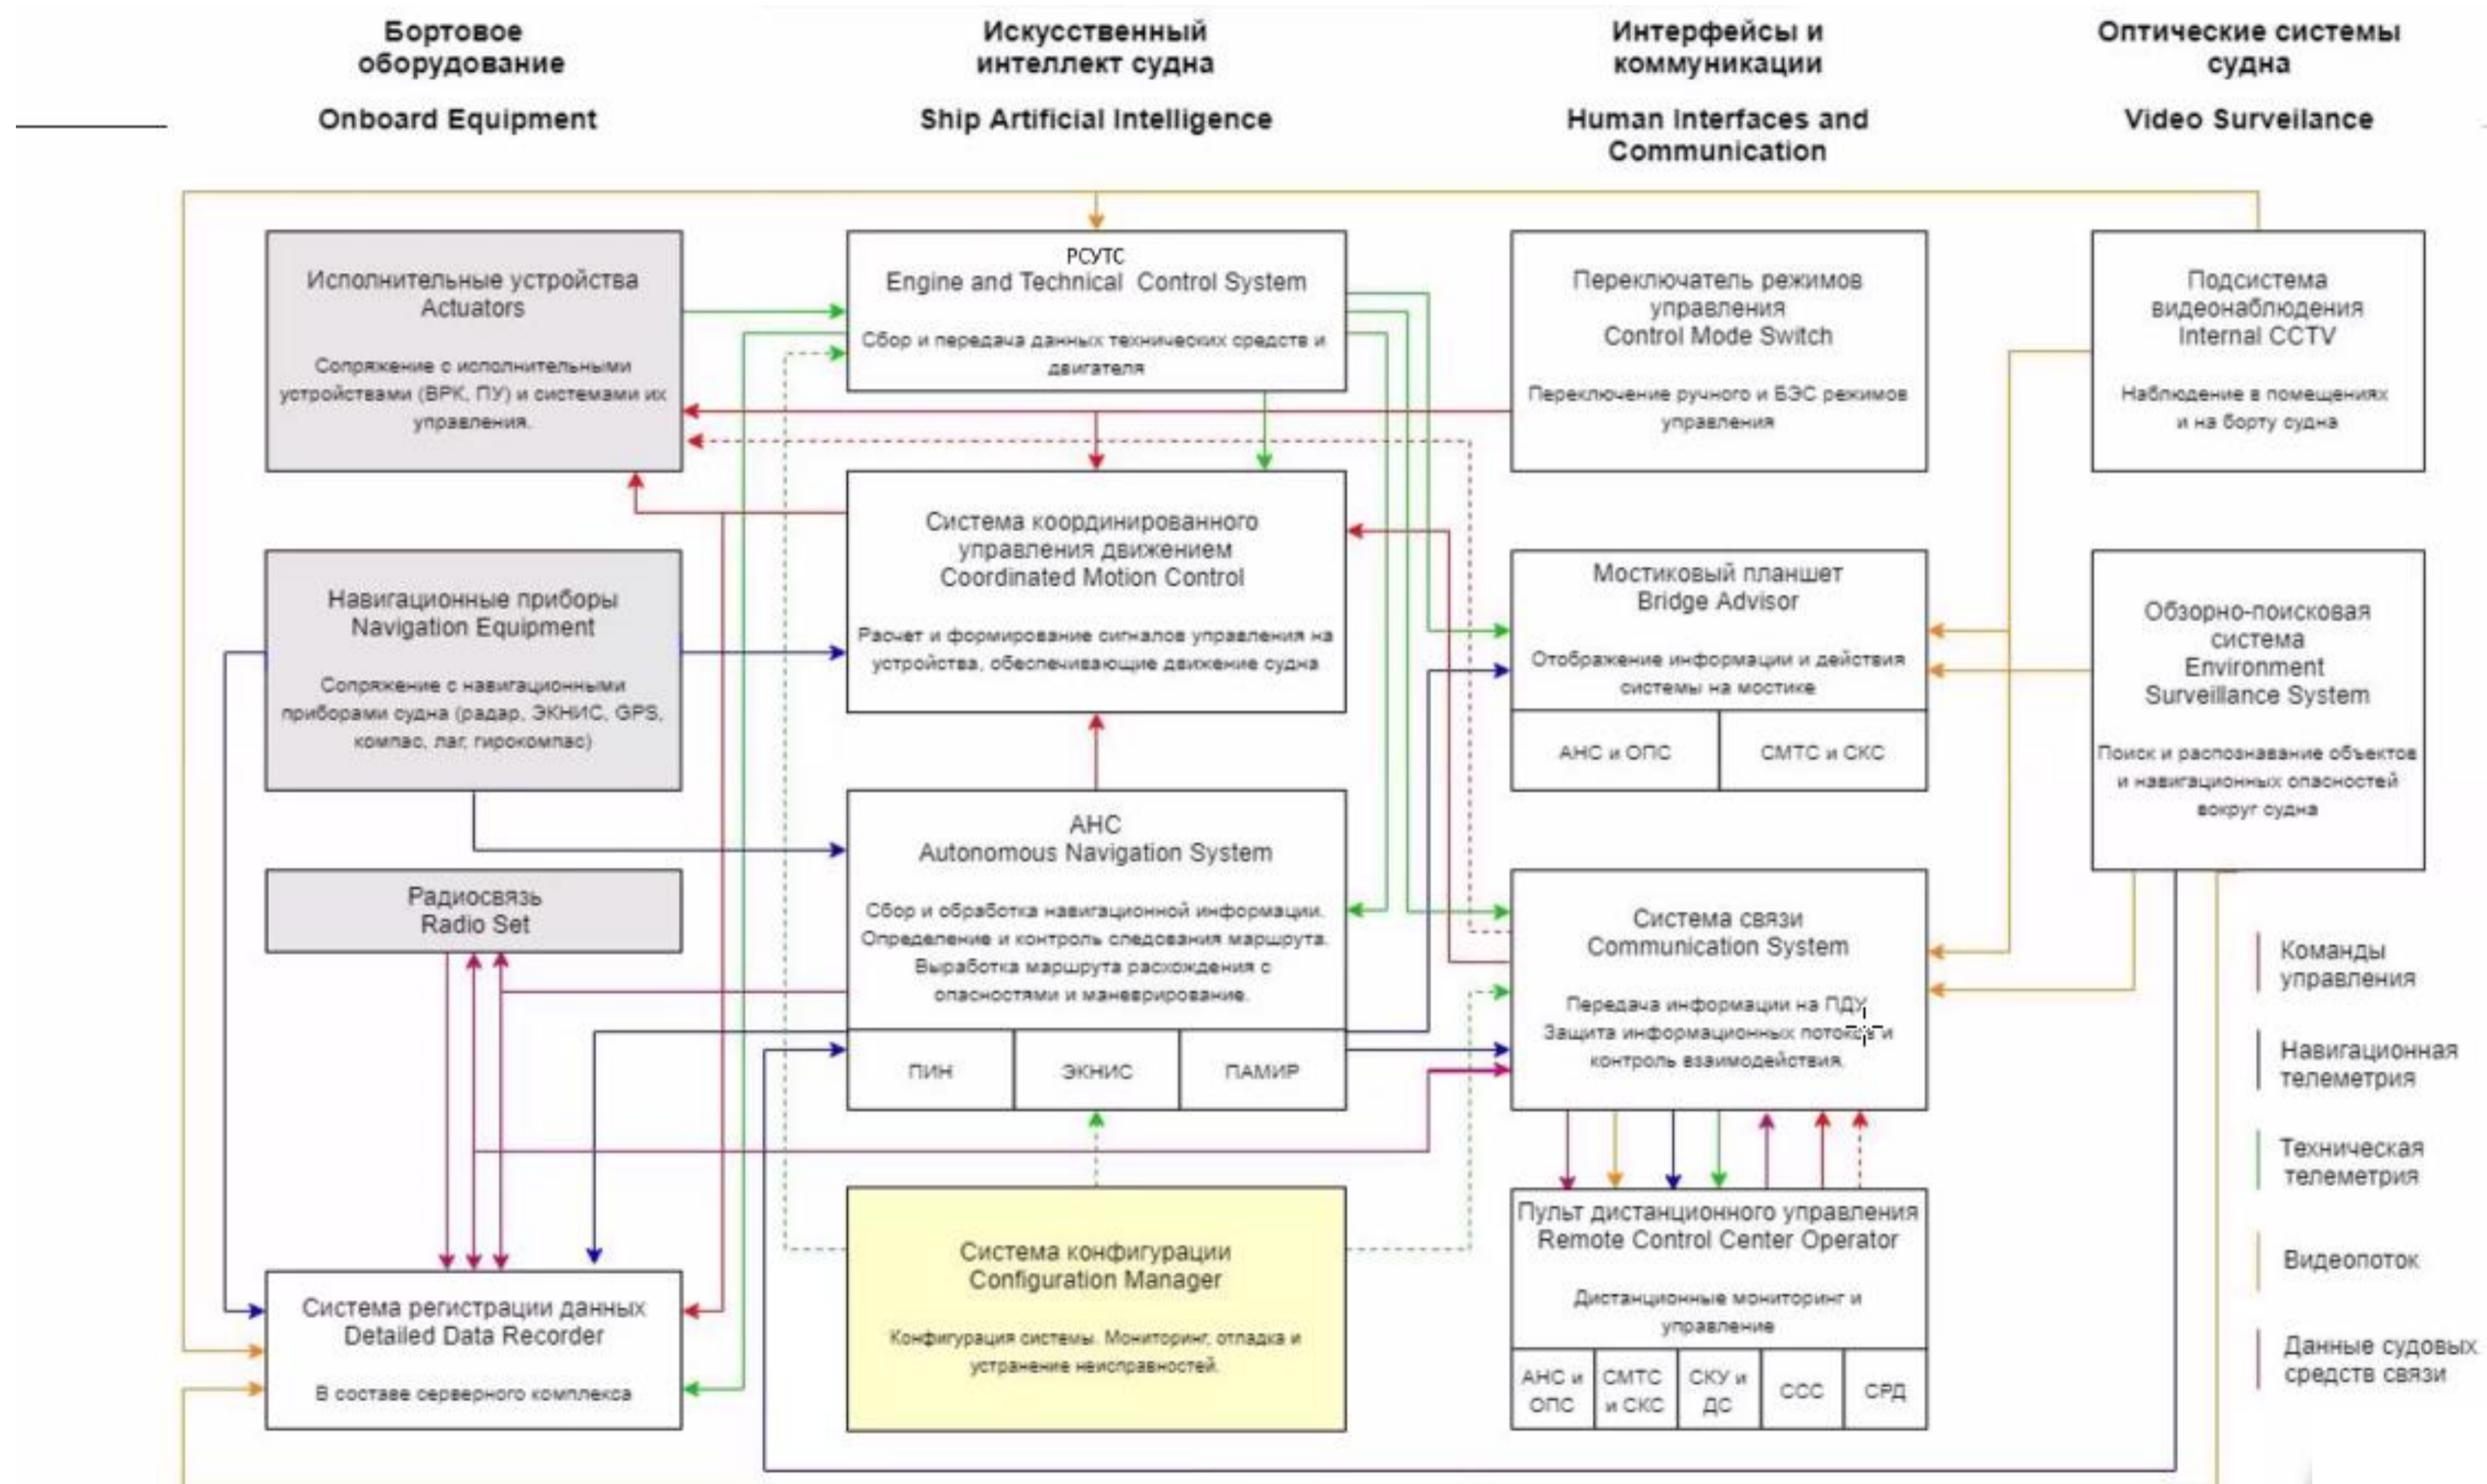 Бортовое
оборудование
Onboard Equipment
Искусственный
интеллект судна
Ship Artificial Intelligence
Интерфейсы и
коммуникации
Human Interfaces and
Communication
Оптические системы
судна
Video Surveilance
Исполнительные устройства
Actuators
Сопряжение с исполнительными
устройствами (ВРК, ПУ) и системами их
управления.
РСУТС
Engine and Technical Control System
Сбор и передача данных технических средств и
двигателя
Переключатель режимов
управления
Control Mode Switch
Переключение ручного и БЭС режимов
управления
Подсистема
видеонаблюдения
Internal CCTV
Наблюдение в помещениях
и на борту судна
Навигационные приборы
Navigation Equipment
Сопряжение с навигационными
приборами судна (радар, ЭКНИС, GPS,
компас, лаг, гирокомпас)
Система координированного
управления движением
Coordinated Motion Control
Расчет и формирование сигналов управления на
устройства, обеспечивающие движение судна
Мостиковый планшет
Bridge Advisor
Отображение информации и действия
системы на мостике
АНС и ОПС
СМТС и СКС
Обзорно-поисковая
система
Environment
Surveillance System
Поиск и распознавание объектов
и навигационных опасностей
вокруг судна
Радиосвязь
Radio Set
АНС
Autonomous Navigation System
Сбор и обработка навигационной информации.
Определение и контроль следования маршрута.
Выработка маршрута расхождения с
опасностями и маневрирование.
ПИН
ЭКНИС
ПАМИР
Система связи
Communication System
Передача информации на ПДУ
Защита информационных потоков и
контроль взаимодействия.
Система регистрации данных
Detailed Data Recorder
В составе серверного комплекса
Система конфигурации
Configuration Manager
Конфигурация системы. Мониторинг, отладка и
устранение неисправностей.
Пульт дистанционного управления
Remote Control Center Operator
Дистанционные мониторинг и
управление
АНС и
ОПС
СМТС
и СКС
СКУ и
ДС
ССС
СРД
Команды
управления
Навигационная
телеметрия
Техническая
телеметрия
Видеопоток
Данные судовых
средств связи